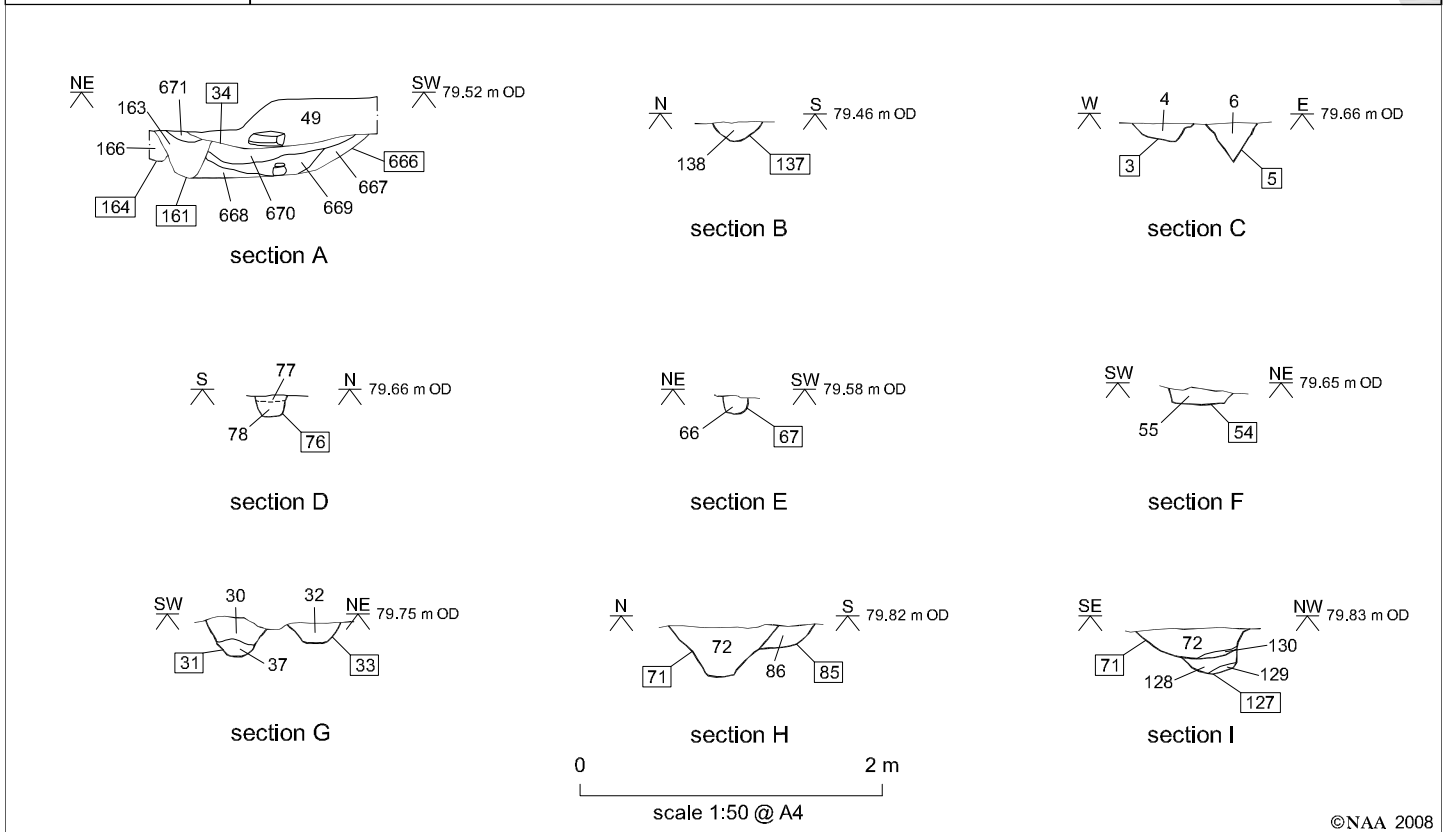 NE 671 34 49 SW 79.52 m OD
163
166
666
667
164 161 668 670 669
section A
N S 79.46 m OD
138 137
section B
W 4 6 E 79.66 m OD
3 5
section C
S 77 N 79.66 m OD
78 76
section D
NE SW 79.58 m OD
66 67
section E
SW NE 79.65 m OD
55 54
section F
SW 30 32 NE 79.75 m OD
31 37 33
section G
N S 79.82 m OD
72
71 86 85
section H
SE NW 79.83 m OD
72 130
71
128 129
127
section I
0 2 m
scale 1:50 @ A4
©NAA 2008